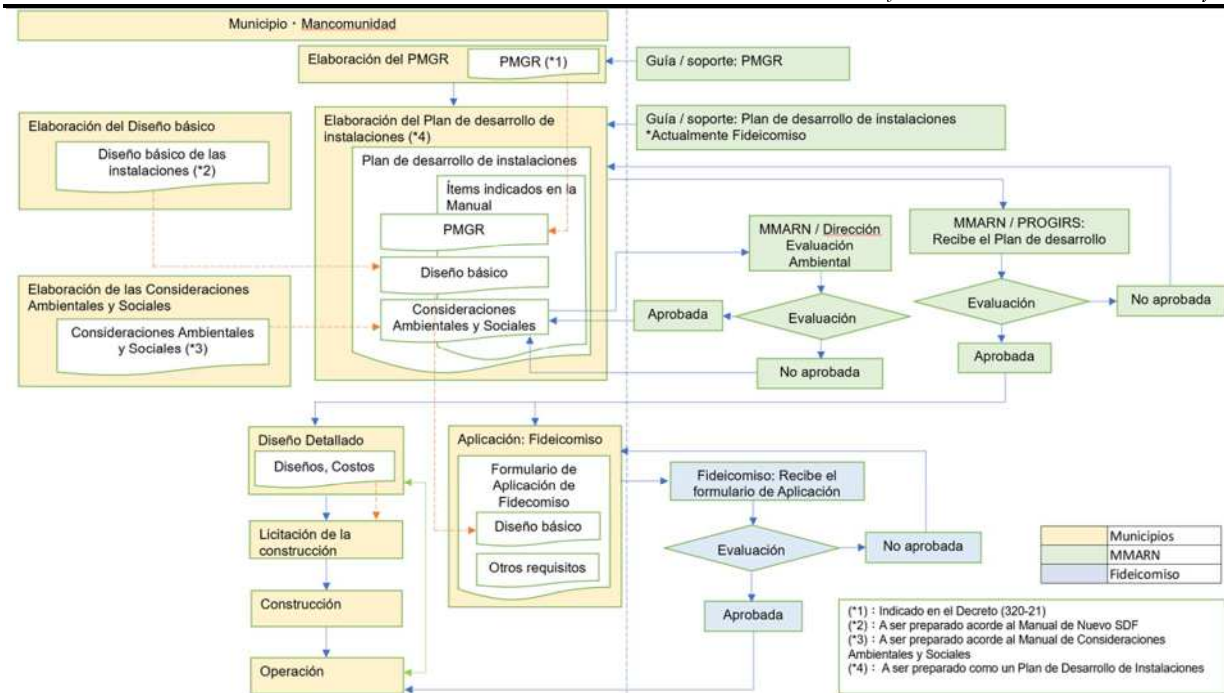 Municipio・Mancomunidad
Elaboración del PMGR
PMGR (*1)
Guía / soporte: PMGR
Elaboración del Diseño básico
Diseño básico de las
instalaciones (*2)
Elaboración del Plan de desarrollo de
instalaciones (*4)
Plan de desarrollo de instalaciones
Ítems indicados en la
Manual
PMGR
Diseño básico
Consideraciones
Ambientales y Sociales
Guía / soporte: Plan de desarrollo de instalaciones
*Actualmente Fideicomiso
Elaboración de las Consideraciones
Ambientales y Sociales
Consideraciones Ambientales
y Sociales (*3)
MMARN / Dirección
Evaluación
Ambiental
Evaluación
Aprobada
No aprobada
MMARN / PROGIRS:
Recibe el Plan de desarrollo
Evaluación
No aprobada
Aprobada
Diseño Detallado
Diseños, Costos
Licitación de la
construcción
Construcción
Operación
Aplicación: Fideicomiso
Formulario de
Aplicación de
Fidecomiso
Diseño básico
Otros requisitos
Fideicomiso: Recibe el
formulario de Aplicación
Evaluación
No aprobada
Aprobada
Municipios
MMARN
Fideicomiso
(*1)：Indicado en el Decreto (320-21)
(*2)：A ser preparado acorde al Manual de Nuevo SDF
(*3)：A ser preparado acorde al Manual de Consideraciones
Ambientales y Sociales
(*4)：A ser preparado como un Plan de Desarrollo de Instalaciones